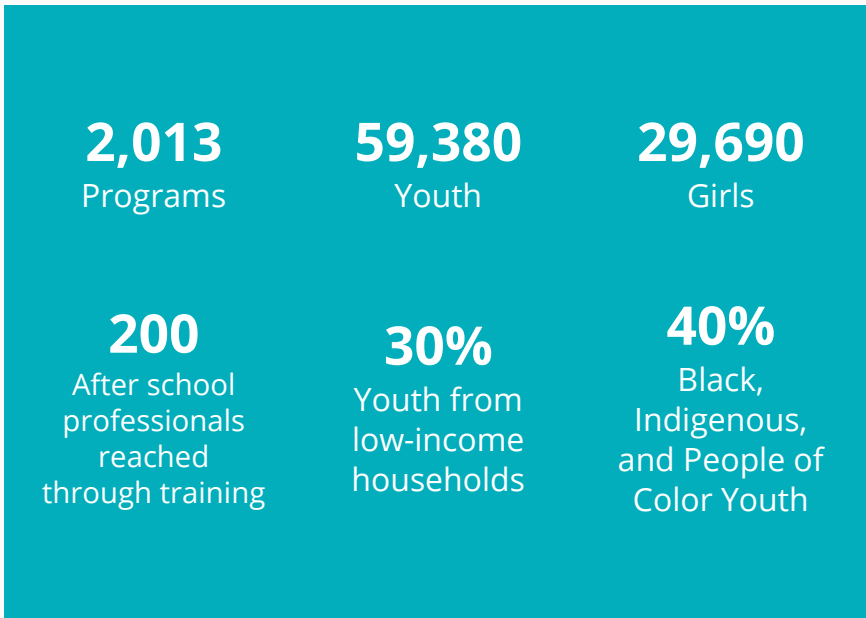 2,013
Programs
59,380
Youth
29,690
Girls
200
After school
professionals
reached
through training
30%
Youth from
low-income
households
40%
Black,
Indigenous,
and People of
Color Youth